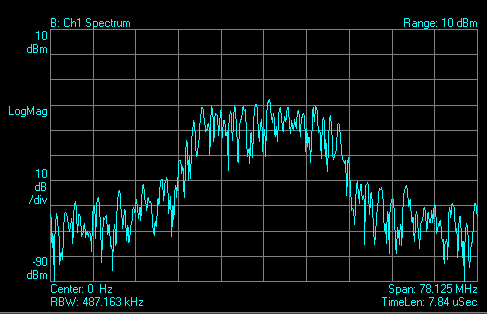 B: Ch1 Spectrum Range: 10 dBm
10
dBm
LogMag
10
dB
/div
-90
dBm
Center: 0 Hz Span: 78.125 MHz
RBW: 487.163 kHz TimeLen: 7.84 uSec